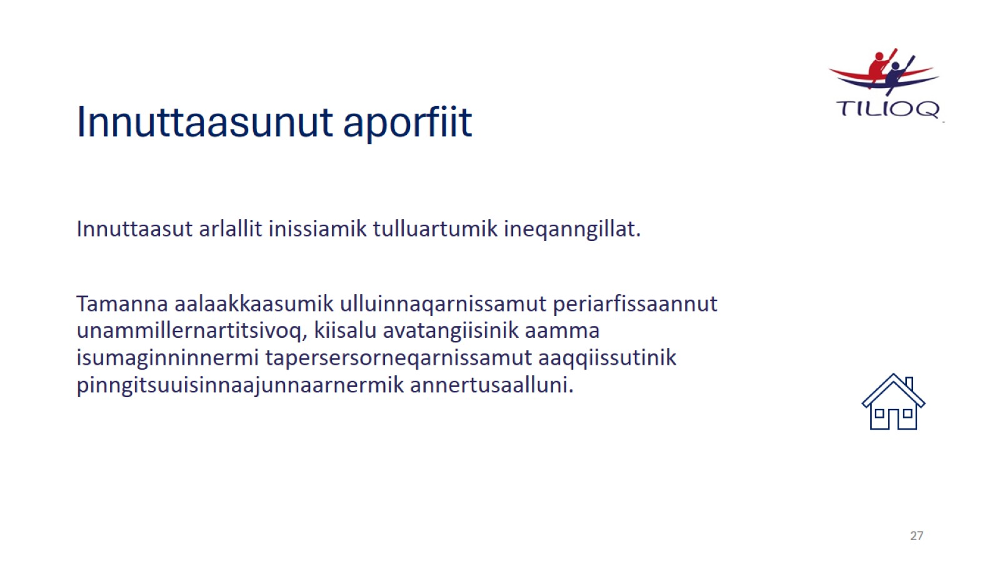 TILIOQ
Innuttaasunut aporfiit
Innuttaasut arlallit inissiamik tulluartumik ineqanngillat.
Tamanna aalaakkaasumik ulluinnaqarnissamut periarfissaannut
unammillernartitsivoq, kiisalu avatangiisinik aamma
isumaginninnermi tapersersorneqarnissamut aaqqiissutinik
pinngitsuuisinnaajunnaarnermik annertusaalluni.
27